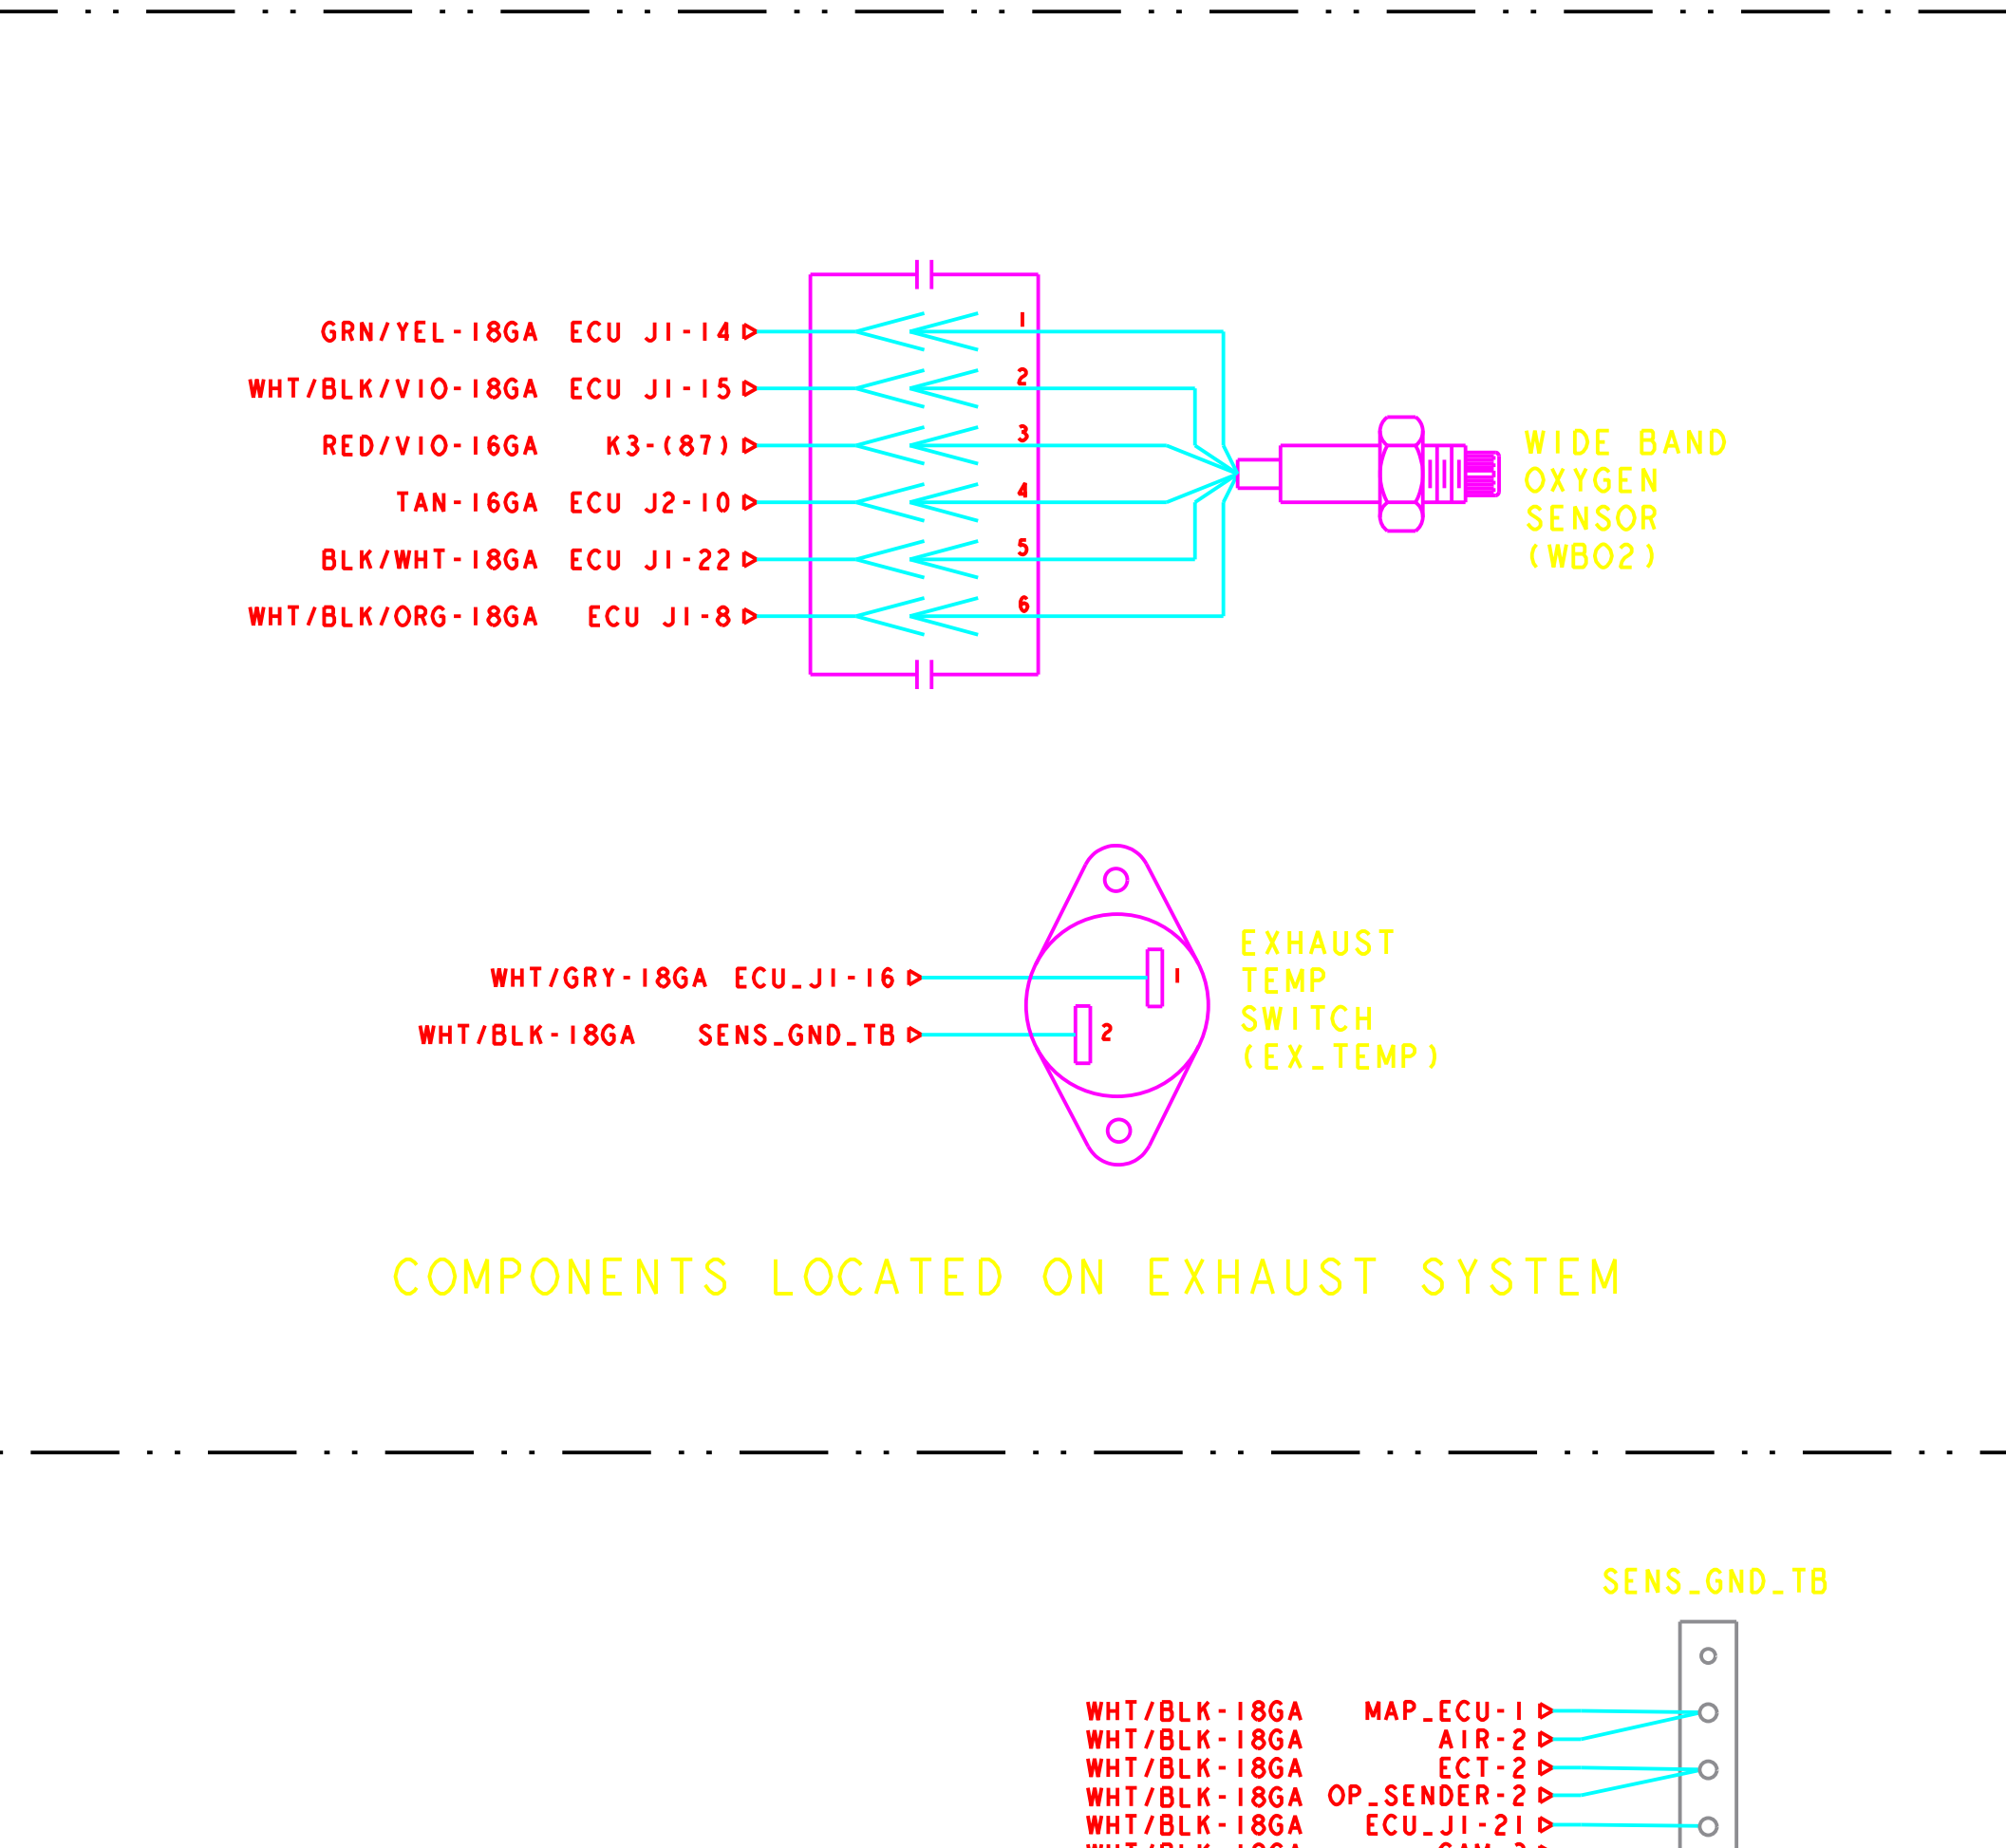 GRN/YEL-18GA ECU J1-14 1
WHT/BLK/VIO-18GA ECU J1-15 2
RED/VIO-16GA K3-(87) 3
TAN-16GA ECU J2-10 4
BLK/WHT-18GA ECU J1-22 5
WHT/BLK/ORG-18GA ECU J1-8 6
WIDE BAND
OXYGEN
SENSOR
(WBO2)
WHT/GRY-18GA ECU_J1-16 1
WHT/BLK-18GA SENS_GND_TB 2
EXHAUST
TEMP
SWITCH
(EX_TEMP)
COMPONENTS LOCATED ON EXHAUST SYSTEM
SENS_GND_TB
WHT/BLK-18GA MAP_ECU-1
WHT/BLK-18GA AIR-2
WHT/BLK-18GA ECT-2
WHT/BLK-18GA OP_SENDER-2
WHT/BLK-18GA ECU_J1-21